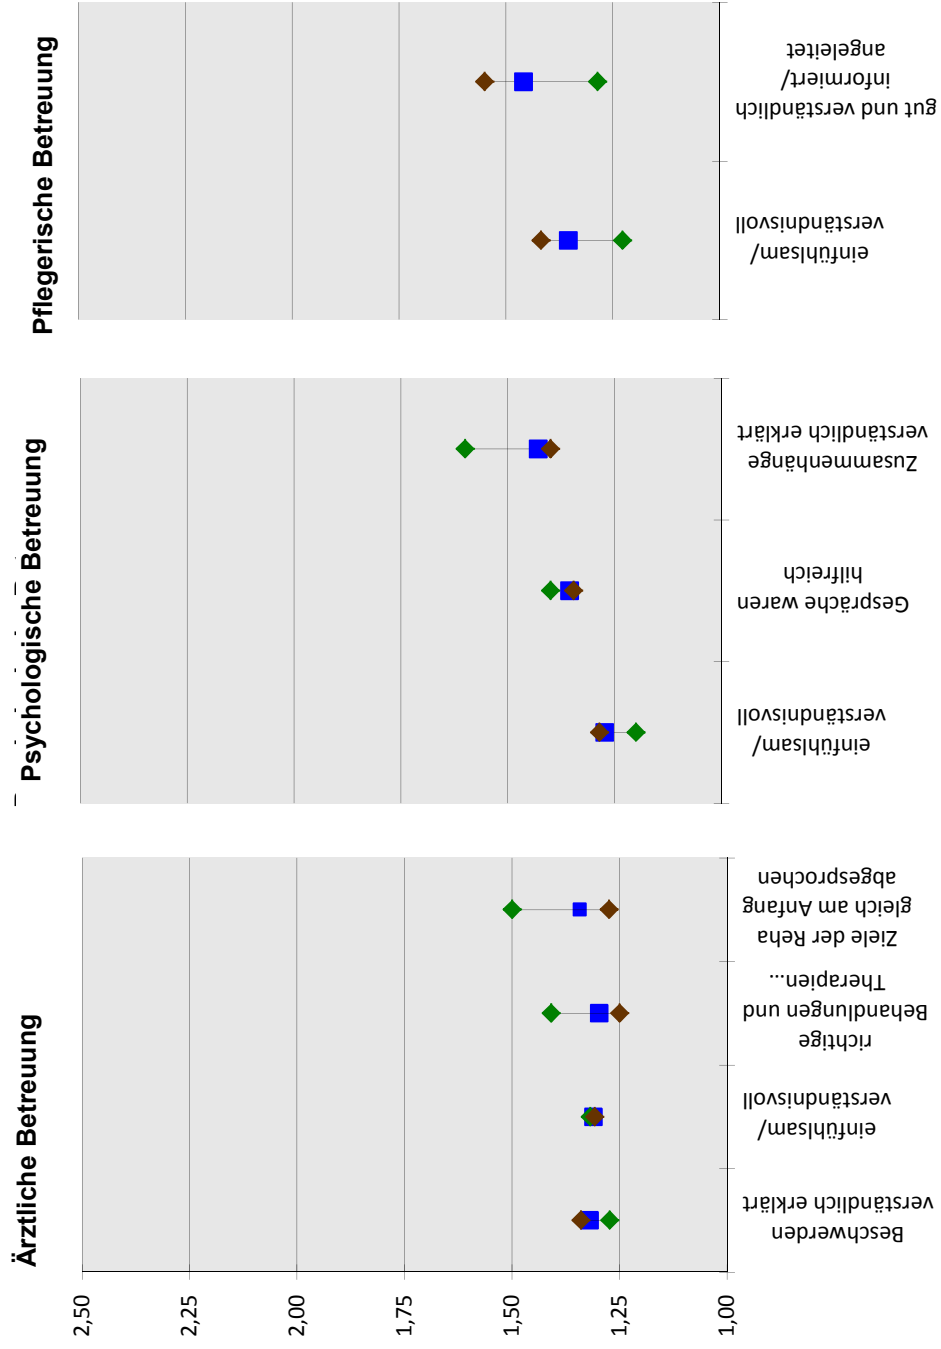 Ärztliche Betreuung
Psychologische Betreuung
Pflegerische Betreuung
2,50
2,25
2,00
1,75
1,50
1,25
1,00
Beschwerden
verständlich erklärt
einfühlsam/
verständnisvoll
richtige
Behandlungen und
Therapien...
Ziele der Reha
gleich am Anfang
abgesprochen
einfühlsam/
verständnisvoll
Gespräche waren
hilfreich
Zusammenhänge
verständlich erklärt
einfühlsam/
verständnisvoll
gut und verständlich
informiert/
angeleitet